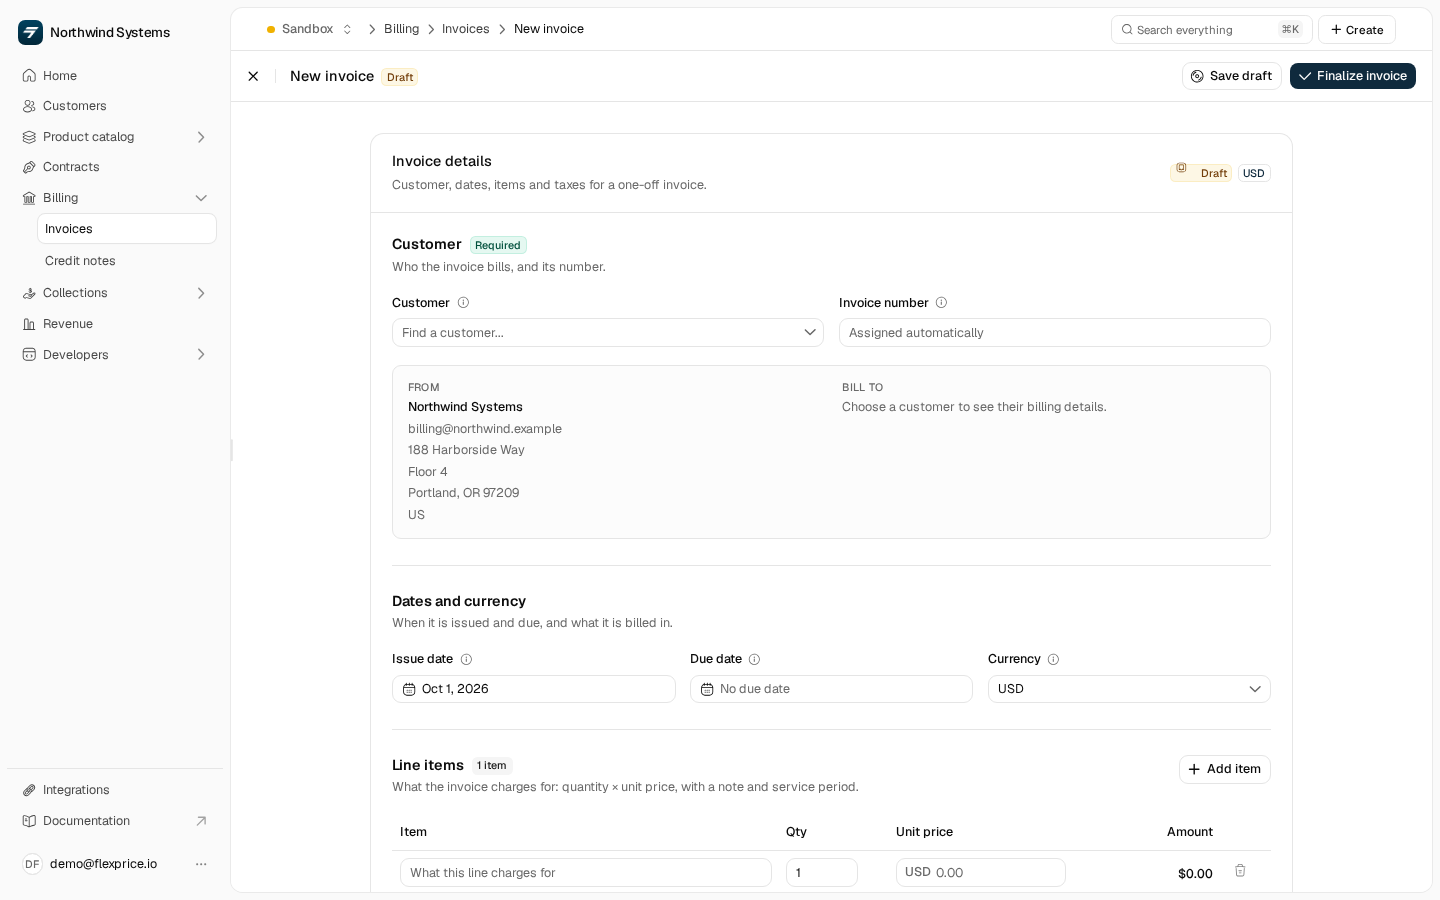 Northwind Systems
Home
Customers
Product catalog
Contracts
Billing
Invoices
Credit notes
Collections
Revenue
Developers
Integrations
Documentation
DF demo@flexprice.io
Sandbox Billing Invoices New invoice
Search everything ⌘K
Create
New invoice Draft
Save draft
Finalize invoice
Invoice details
Customer, dates, items and taxes for a one-off invoice.
Draft USD
Customer Required
Who the invoice bills, and its number.
Customer
Find a customer...
Invoice number
Assigned automatically
FROM
Northwind Systems
billing@northwind.example
188 Harborside Way
Floor 4
Portland, OR 97209
US
BILL TO
Choose a customer to see their billing details.
Dates and currency
When it is issued and due, and what it is billed in.
Issue date
Oct 1, 2026
Due date
No due date
Currency
USD
Line items 1 item
What the invoice charges for: quantity × unit price, with a note and service period.
Add item
Item Qty Unit price Amount
What this line charges for 1 USD 0.00 $0.00